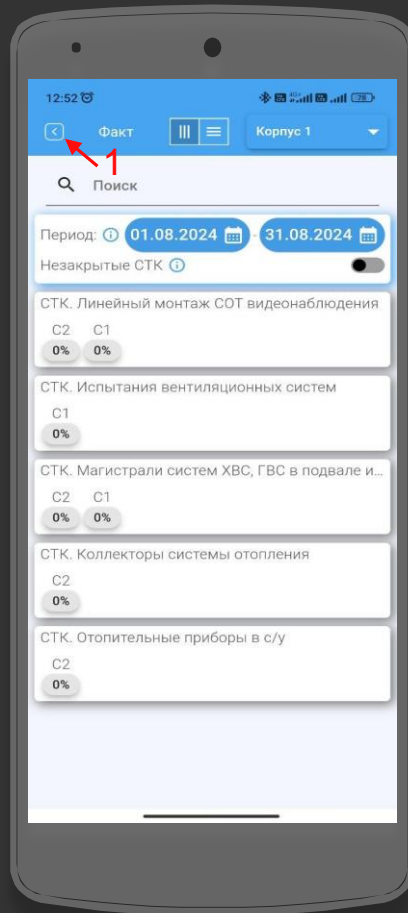 12:52
Факт
Корпус 1
1
Поиск
Период: 01.08.2024 - 31.08.2024
Незакрытые СТК
СТК. Линейный монтаж СОТ видеонаблюдения
С2 С1
0% 0%
СТК. Испытания вентиляционных систем
С1
0%
СТК. Магистрали систем ХВС, ГВС в подвале и...
С2 С1
0% 0%
СТК. Коллекторы системы отопления
С2
0%
СТК. Отопительные приборы в с/у
С2
0%